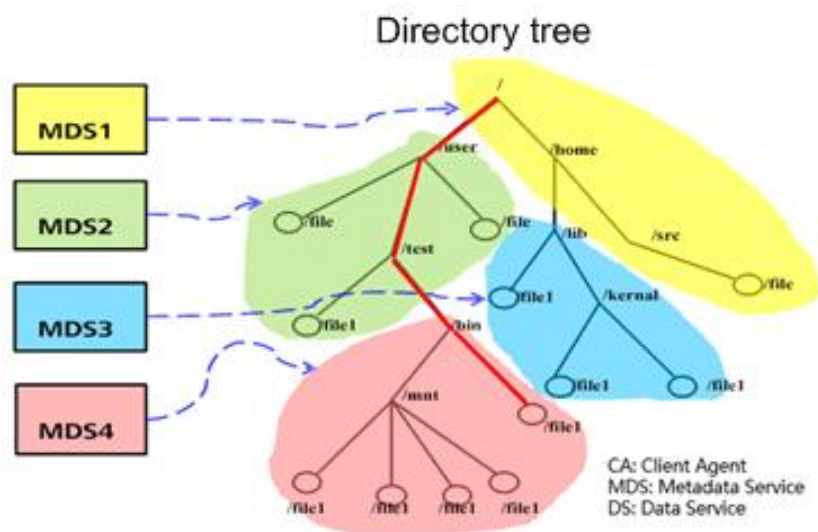 Directory tree
/
MDS1
/user
/home
MDS2
/file
/file
/lib
/src
/test
/file
MDS3
/file1
/kernal
/file1
/bin
/file1
/file1
MDS4
/mnt
/file1
/file1
/file1
/file1
/file1
CA: Client Agent
MDS: Metadata Service
DS: Data Service